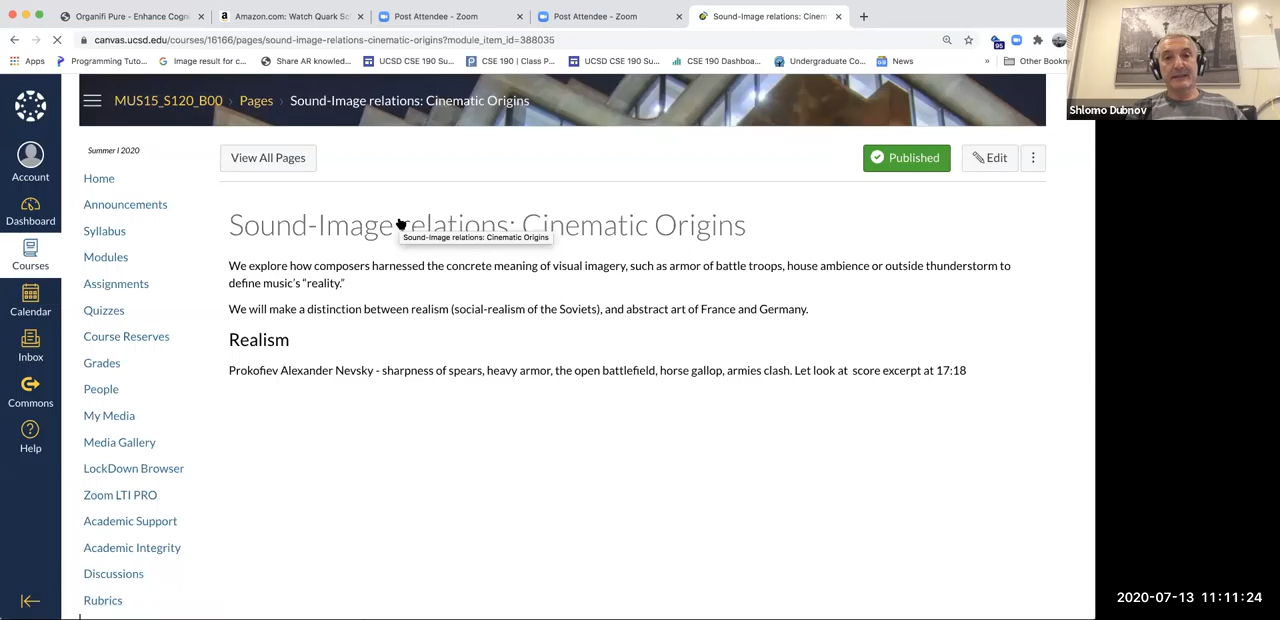 Organifi Pure - Enhance Cogni
Amazon.com: Watch Quark Sc
Post Attendee - Zoom
Post Attendee - Zoom
Sound-Image relations: Cinem
canvas.ucsd.edu/courses/16166/pages/sound-image-relations-cinematic-origins?module_item_id=388035
95
Apps
Programming Tuto...
Image result for c...
Share AR knowled...
UCSD CSE 190 Su...
CSE 190 | Class P...
UCSD CSE 190 Su...
CSE 190 Dashboa...
Undergraduate Co...
News
»
Other Bookn
Shlomo Dubnov
MUS15_S120_B00 › Pages › Sound-Image relations: Cinematic Origins
Account
Dashboard
Courses
Calendar
Inbox
Commons
Help
Summer I 2020
Home
Announcements
Syllabus
Modules
Assignments
Quizzes
Course Reserves
Grades
People
My Media
Media Gallery
LockDown Browser
Zoom LTI PRO
Academic Support
Academic Integrity
Discussions
Rubrics
View All Pages
Published
Edit
Sound-Image relations: Cinematic Origins
Sound-Image relations: Cinematic Origins
We explore how composers harnessed the concrete meaning of visual imagery, such as armor of battle troops, house ambience or outside thunderstorm to
define music's “reality.”
We will make a distinction between realism (social-realism of the Soviets), and abstract art of France and Germany.
Realism
Prokofiev Alexander Nevsky - sharpness of spears, heavy armor, the open battlefield, horse gallop, armies clash. Let look at score excerpt at 17:18
2020-07-13 11:11:24